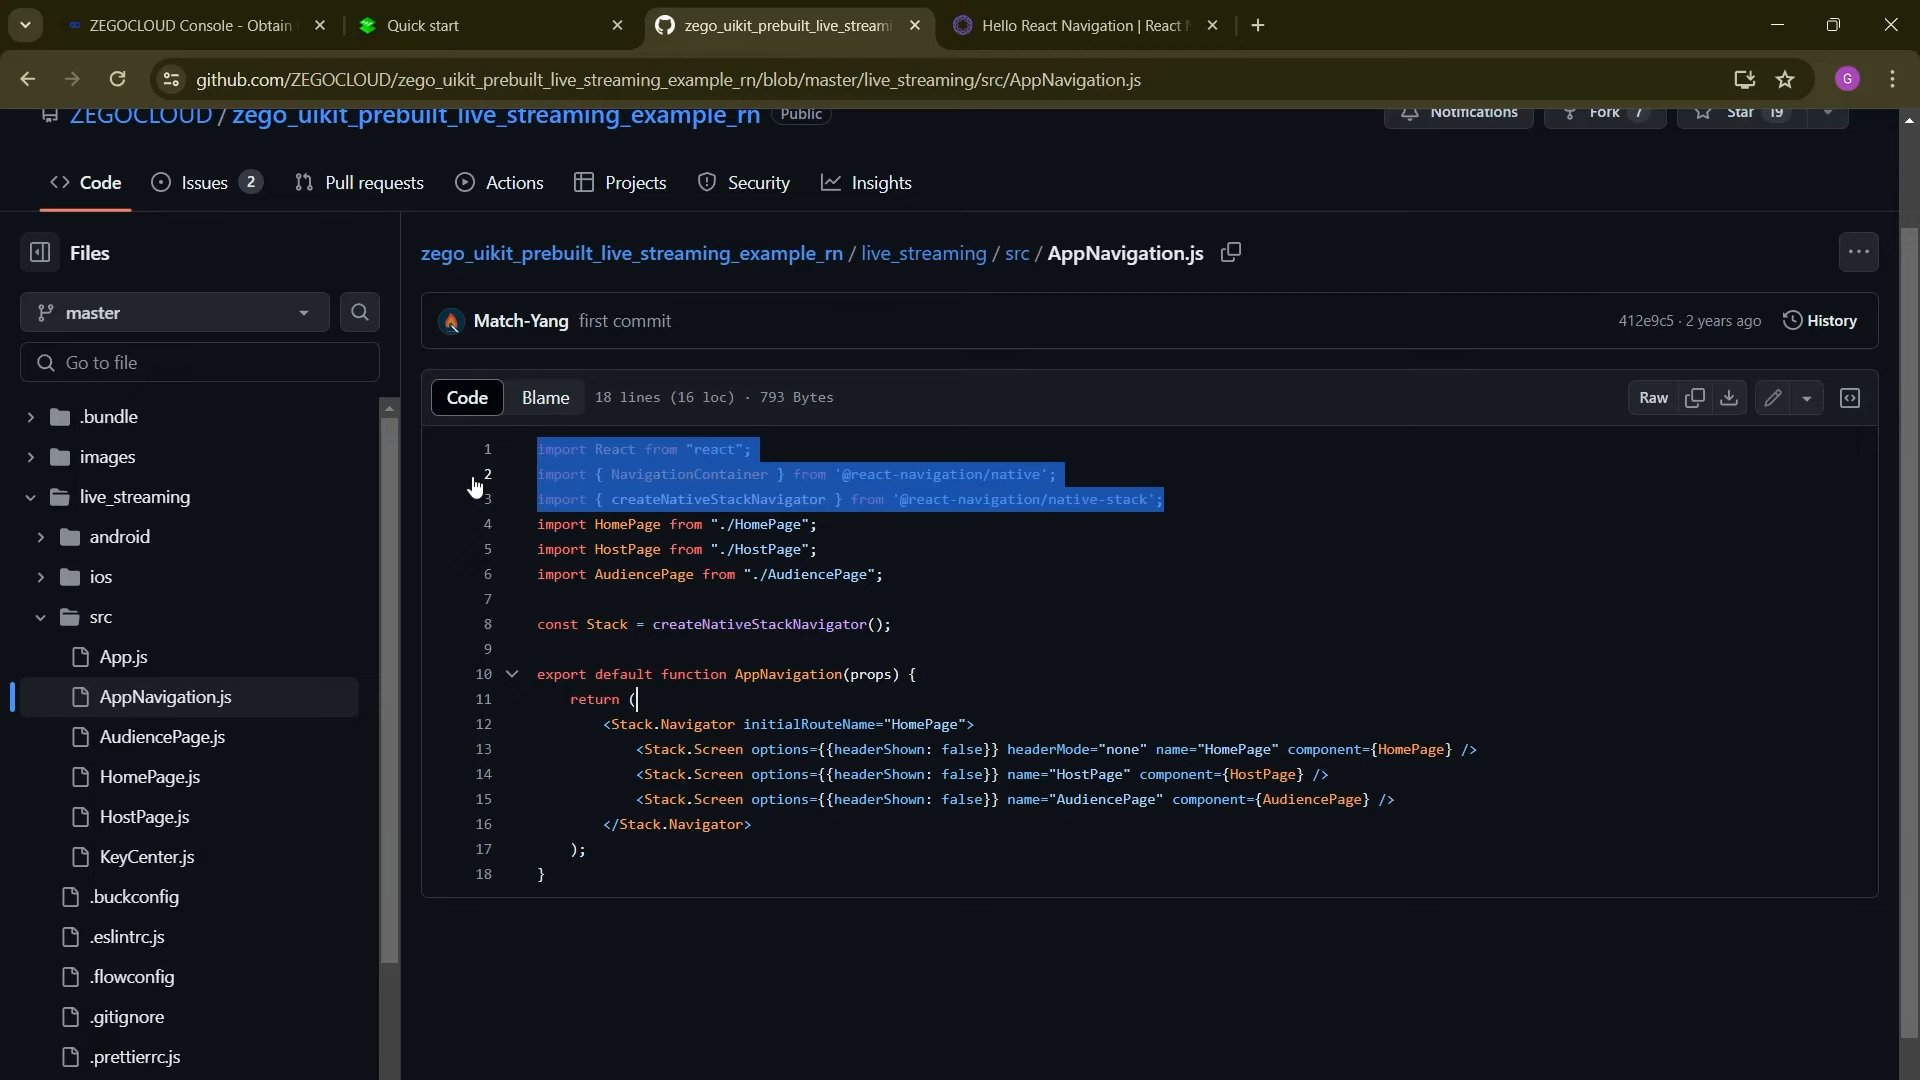 ZEGOCLOUD Console - Obtain
Quick start
zego_uikit_prebuilt_live_streami
Hello React Navigation | React N
github.com/ZEGOCLOUD/zego_uikit_prebuilt_live_streaming_example_rn/blob/master/live_streaming/src/AppNavigation.js
G
ZEGOCLOUD / zego_uikit_prebuilt_live_streaming_example_rn Public
Notifications
Fork 7
Star 19
Code
Issues 2
Pull requests
Actions
Projects
Security
Insights
Files
master
Go to file
.bundle
images
live_streaming
android
ios
src
App.js
AppNavigation.js
AudiencePage.js
HomePage.js
HostPage.js
KeyCenter.js
.buckconfig
.eslintrc.js
.flowconfig
.gitignore
.prettierrc.js
zego_uikit_prebuilt_live_streaming_example_rn / live_streaming / src / AppNavigation.js
Match-Yang first commit
412e9c5 · 2 years ago
History
Code
Blame
18 lines (16 loc) · 793 Bytes
Raw
1 import React from "react";
2 import { NavigationContainer } from '@react-navigation/native';
3 import { createNativeStackNavigator } from '@react-navigation/native-stack';
4 import HomePage from "./HomePage";
5 import HostPage from "./HostPage";
6 import AudiencePage from "./AudiencePage";
7
8 const Stack = createNativeStackNavigator();
9
10 export default function AppNavigation(props) {
11 return (
12 <Stack.Navigator initialRouteName="HomePage">
13 <Stack.Screen options={{headerShown: false}} headerMode="none" name="HomePage" component={HomePage} />
14 <Stack.Screen options={{headerShown: false}} name="HostPage" component={HostPage} />
15 <Stack.Screen options={{headerShown: false}} name="AudiencePage" component={AudiencePage} />
16 </Stack.Navigator>
17 );
18 }